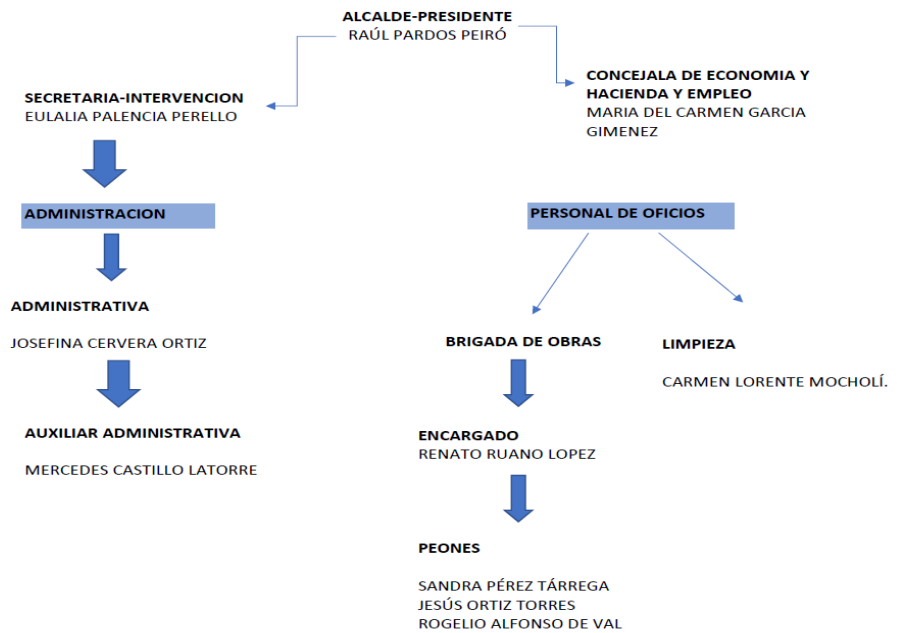 ALCALDE-PRESIDENTE
RAÚL PARDOS PEIRÓ
SECRETARIA-INTERVENCION
EULALIA PALENCIA PERELLO
CONCEJALA DE ECONOMIA Y
HACIENDA Y EMPLEO
MARIA DEL CARMEN GARCIA
GIMENEZ
ADMINISTRACION
ADMINISTRATIVA
JOSEFINA CERVERA ORTIZ
AUXILIAR ADMINISTRATIVA
MERCEDES CASTILLO LATORRE
PERSONAL DE OFICIOS
BRIGADA DE OBRAS
ENCARGADO
RENATO RUANO LOPEZ
PEONES
SANDRA PÉREZ TÁRREGA
JESÚS ORTIZ TORRES
ROGELIO ALFONSO DE VAL
LIMPIEZA
CARMEN LORENTE MOCHOLÍ.